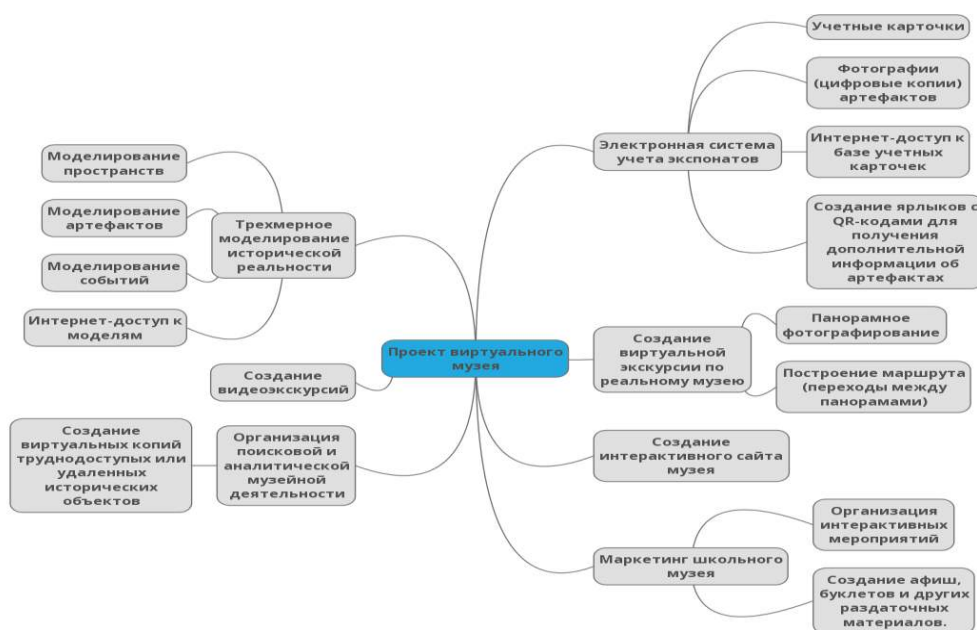 Учетные карточки
Фотографии
(цифровые копии)
артефактов
Электронная система
учета экспонатов
Интернет-доступ к
базе учетных
карточек
Создание ярлыков с
QR-кодами для
получения
дополнительной
информации об
артефактах
Моделирование
пространств
Моделирование
артефактов
Моделирование
событий
Интернет-доступ к
моделям
Трехмерное
моделирование
исторической
реальности
Проект виртуального
музея
Создание
виртуальной
экскурсии по
реальному музею
Панорамное
фотографирование
Построение маршрута
(переходы между
панорамами)
Создание
видеоэкскурсий
Создание
виртуальных копий
труднодоступых или
удаленных
исторических
объектов
Организация
поисковой и
аналитической
музейной
деятельности
Создание
интерактивного сайта
музея
Маркетинг школьного
музея
Организация
интерактивных
мероприятий
Создание афиш,
буклетов и других
раздаточных
материалов.